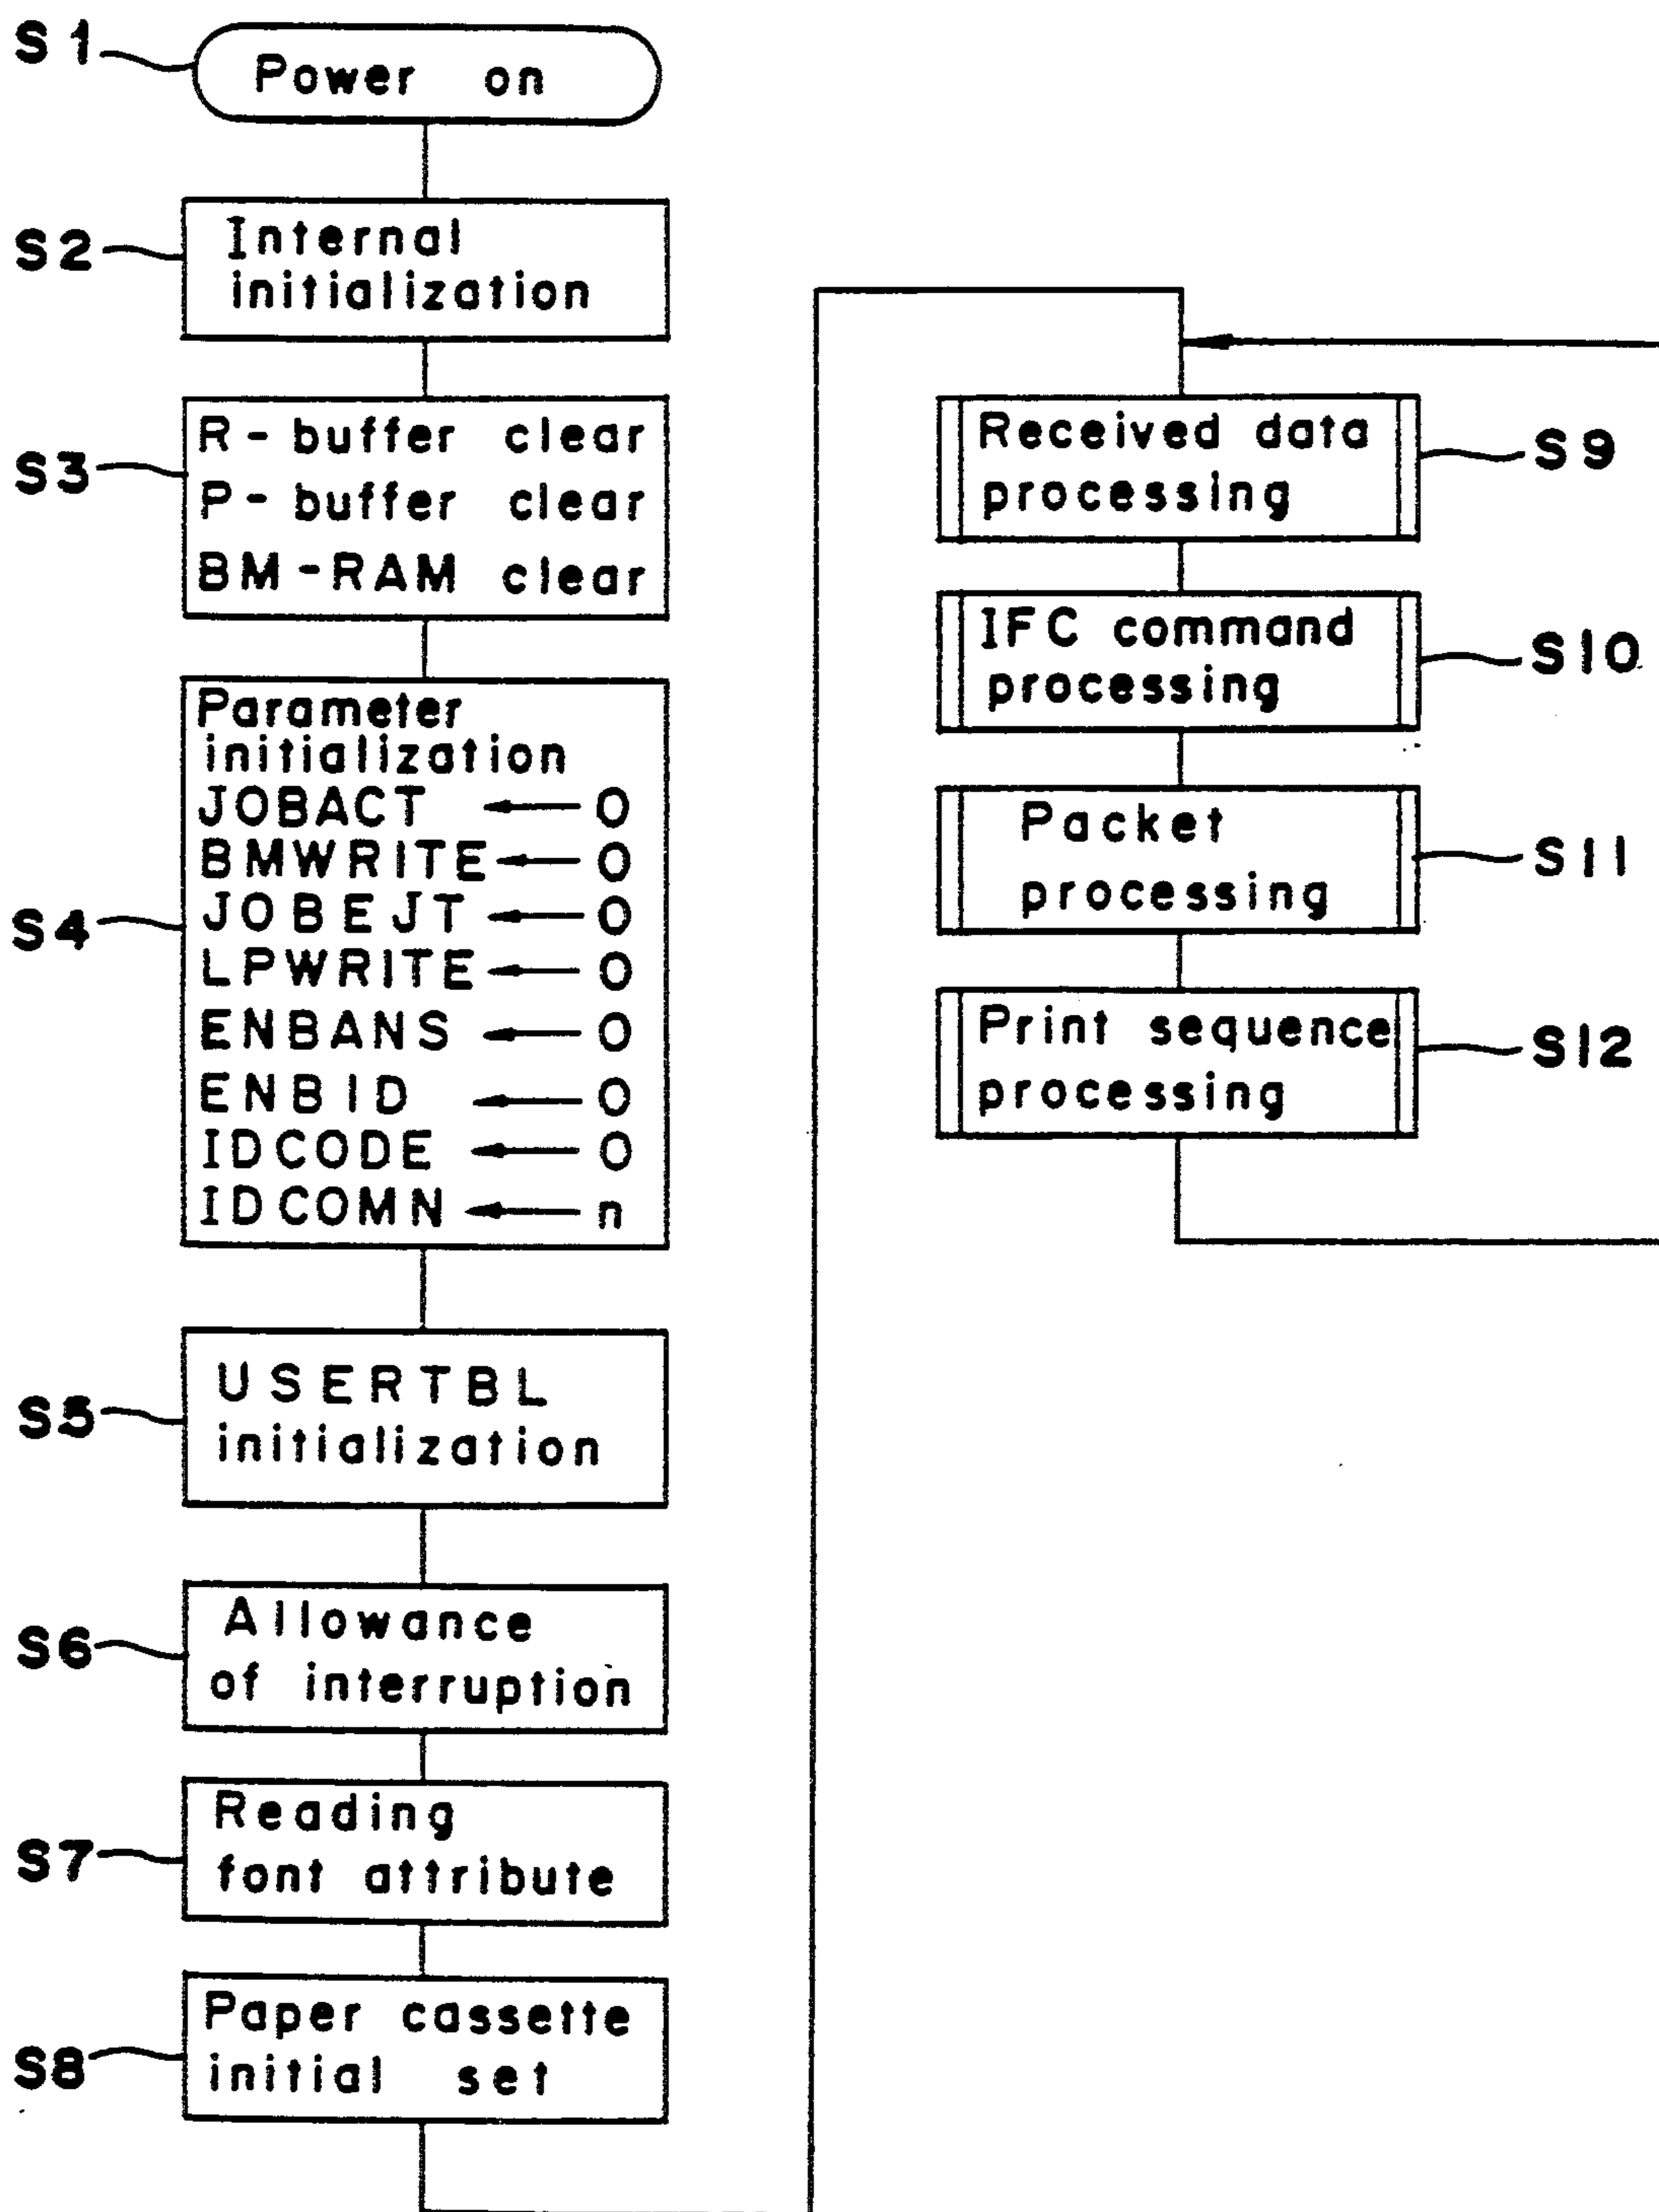 S1
Power on
S2
Internal
initialization
S3
R-buffer clear
P-buffer clear
BM-RAM clear
S4
Parameter
initialization
JOBACT ← 0
BMWRITE ← 0
JOBEJT ← 0
LPWRITE ← 0
ENBANS ← 0
ENBID ← 0
IDCODE ← 0
IDCOMN ← n
S5
USERTBL
initialization
S6
Allowance
of interruption
S7
Reading
font attribute
S8
Paper cassette
initial set
Received data
processing
S9
IFC command
processing
S10
Packet
processing
S11
Print sequence
processing
S12